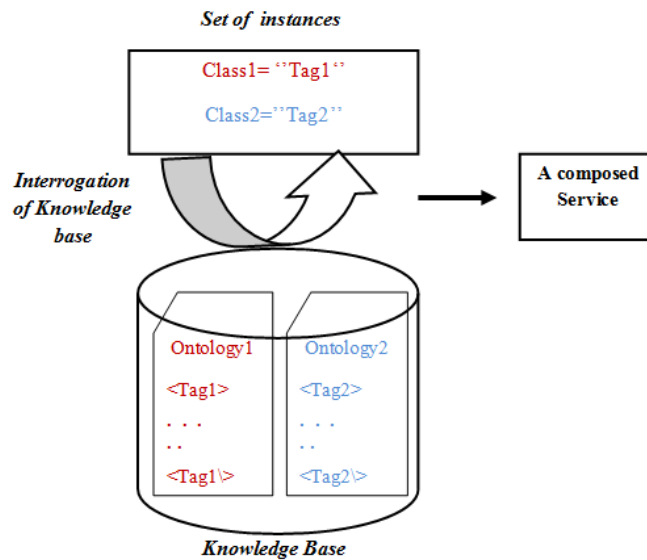 Set of instances
Class1= ‘’Tag1‘’
Class2=’’Tag2’’
Interrogation
of Knowledge
base
A composed
Service
Ontology1
<Tag1>
. . .
. .
<Tag1\>
Ontology2
<Tag2>
. . .
. .
<Tag2\>
Knowledge Base